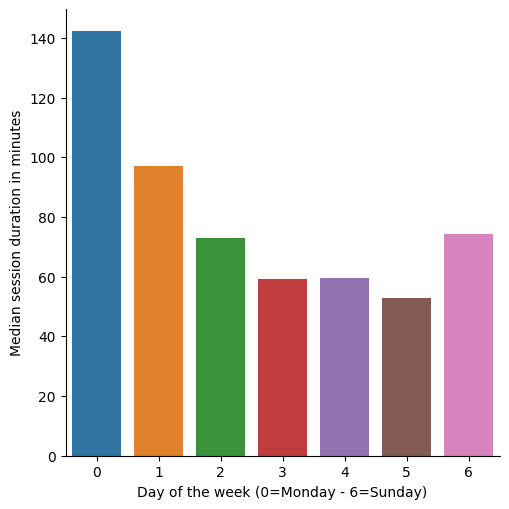 Median session duration in minutes
140
120
100
80
60
40
20
0
0 1 2 3 4 5 6
Day of the week (0=Monday - 6=Sunday)